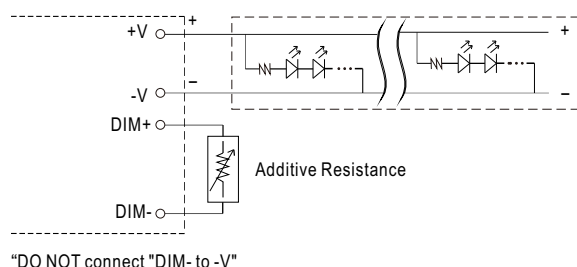 +V
+
+
-V
−
−
DIM+
Additive Resistance
DIM-
"DO NOT connect "DIM- to -V"